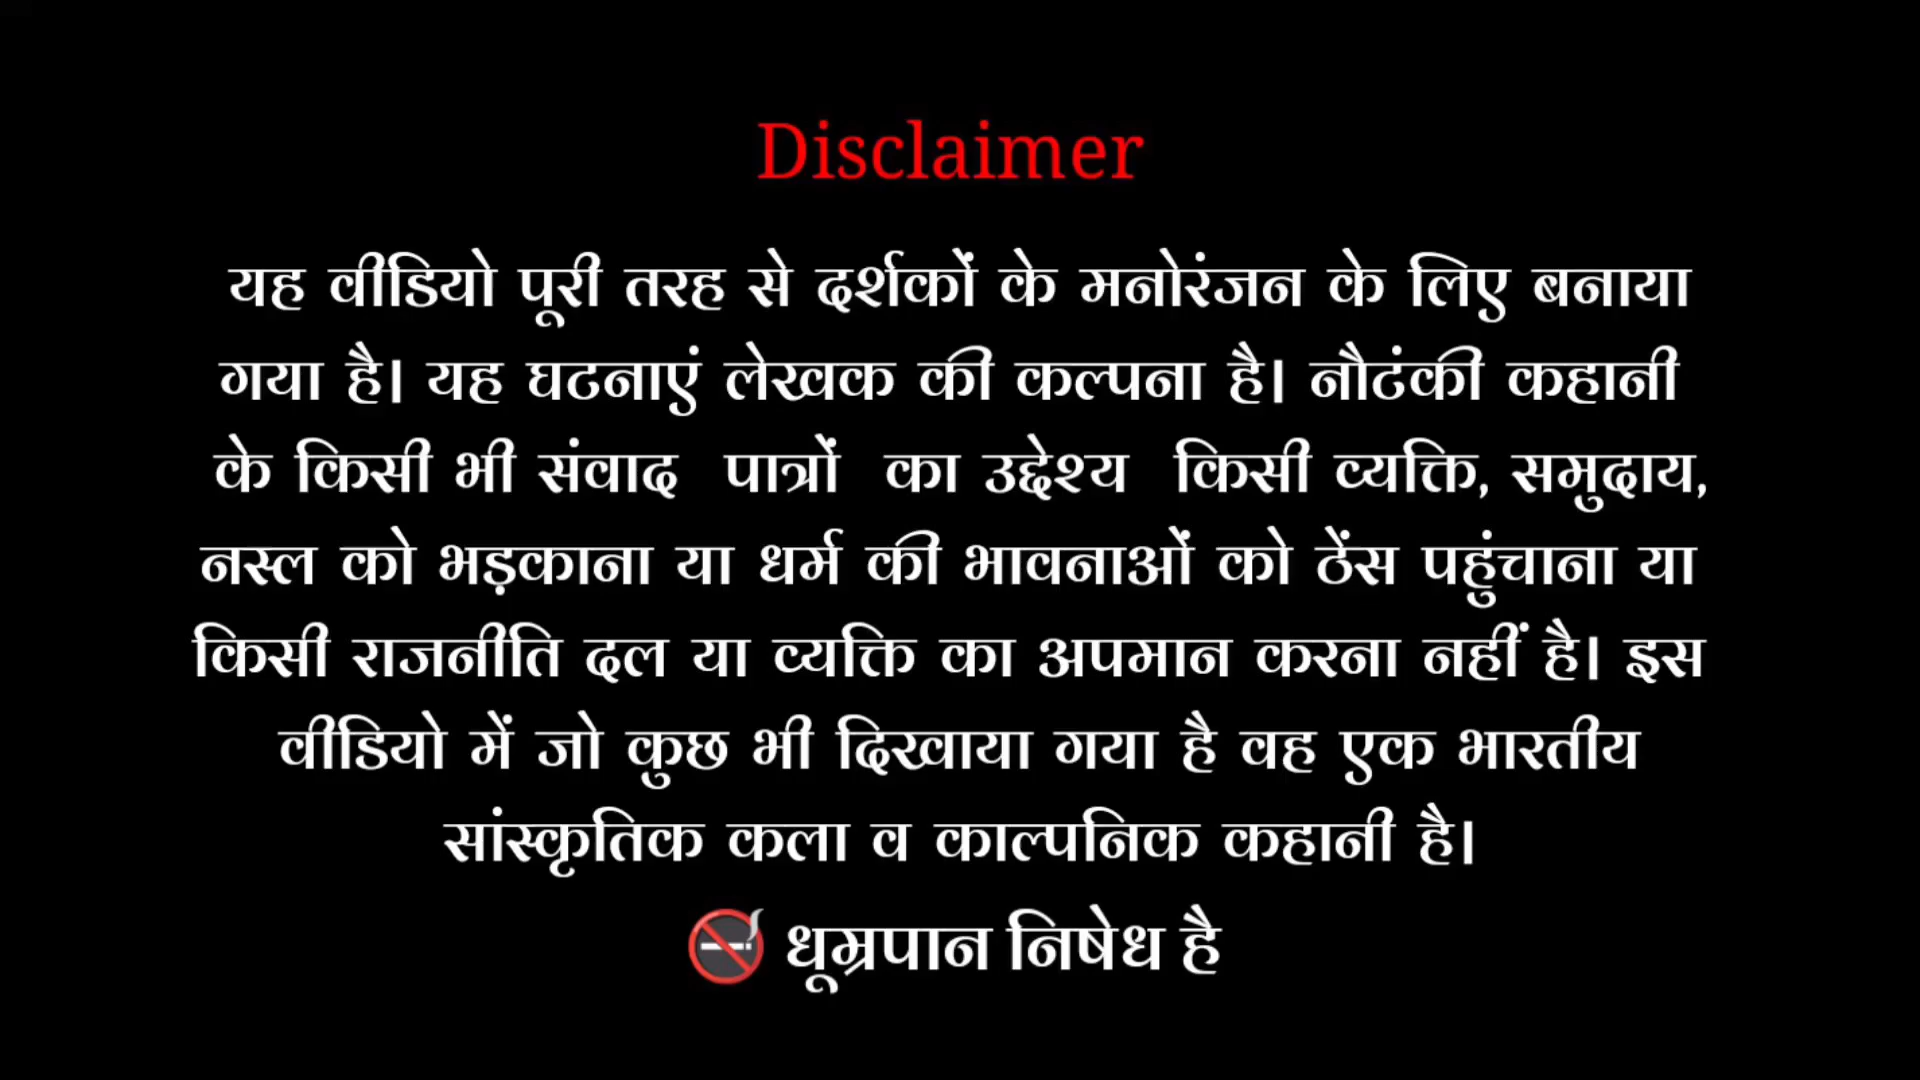 Disclaimer
यह वीडियो पूरी तरह से दर्शकों के मनोरंजन के लिए बनाया
गया है। यह घटनाएं लेखक की कल्पना है। नौटंकी कहानी
के किसी भी संवाद पात्रों का उद्देश्य किसी व्यक्ति, समुदाय,
नस्ल को भड़काना या धर्म की भावनाओं को ठेंस पहुंचाना या
किसी राजनीति दल या व्यक्ति का अपमान करना नहीं है। इस
वीडियो में जो कुछ भी दिखाया गया है वह एक भारतीय
सांस्कृतिक कला व काल्पनिक कहानी है।
🚭 धूम्रपान निषेध है